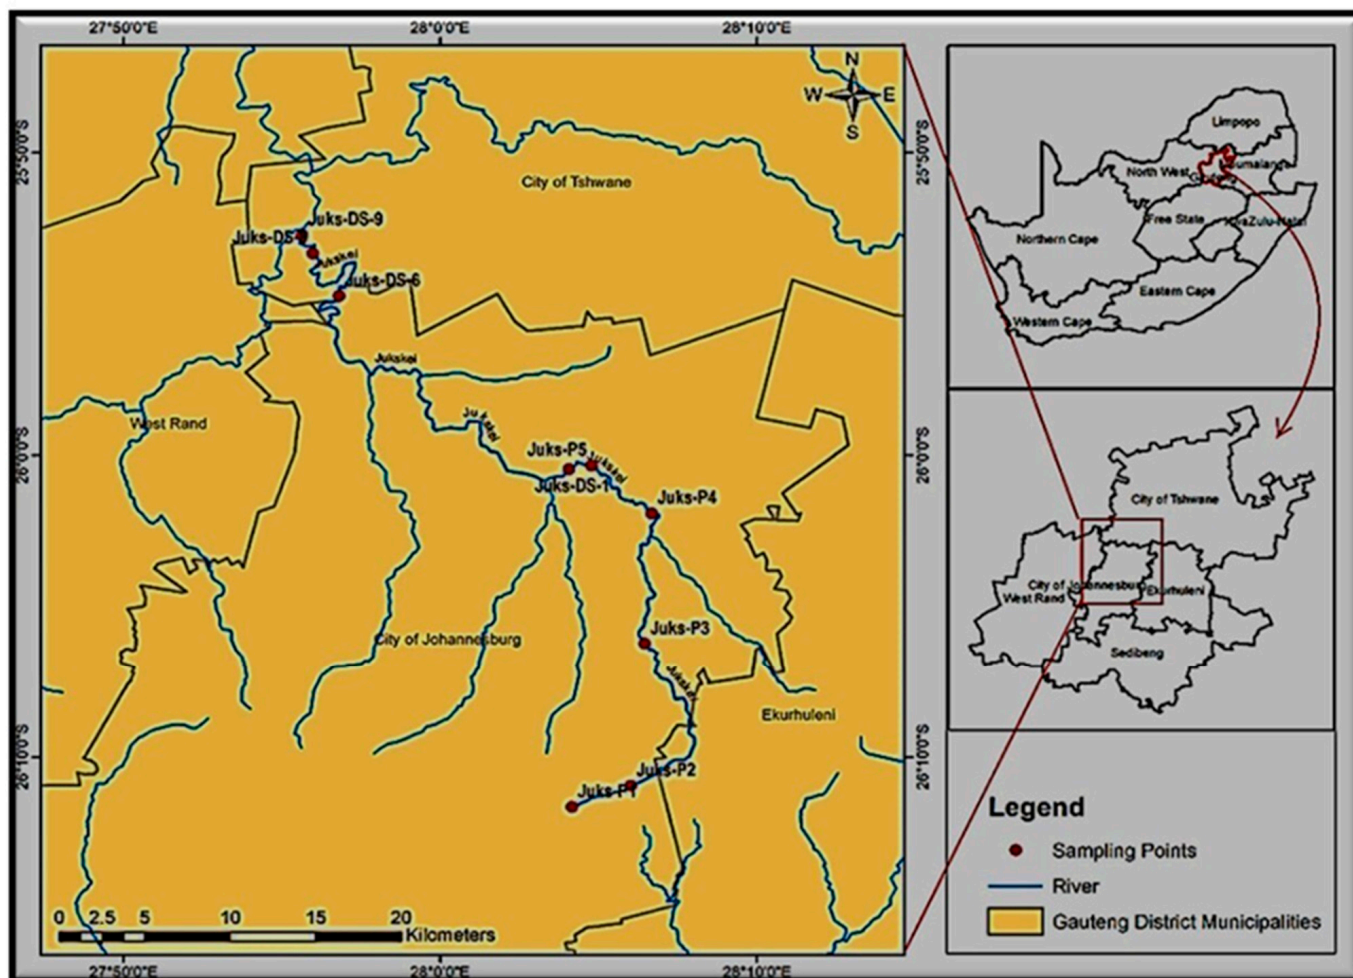 27°50'0"E
28°0'0"E
28°10'0"E
N
W
E
S
25°50'0"S
26°0'0"S
26°10'0"S
25°50'0"S
26°0'0"S
26°10'0"S
City of Tshwane
Juks-DS-9
Juks-DS
Jukskei
Juks-DS-6
Jukskei
Jukskei
West Rand
Juks-P5
Jukskei
Juks-DS-1
Juks-P4
City of Johannesburg
Juks-P3
Jukskei
Ekurhuleni
Juks-P2
Juks-P1
0 2.5 5 10 15 20
Kilometers
27°50'0"E
28°0'0"E
28°10'0"E
Limpopo
North West
Free State
Northern Cape
Eastern Cape
Western Cape
City of Tshwane
City of Johannesburg
West Rand
Ekurhuleni
Sedibeng
Legend
Sampling Points
River
Gauteng District Municipalities